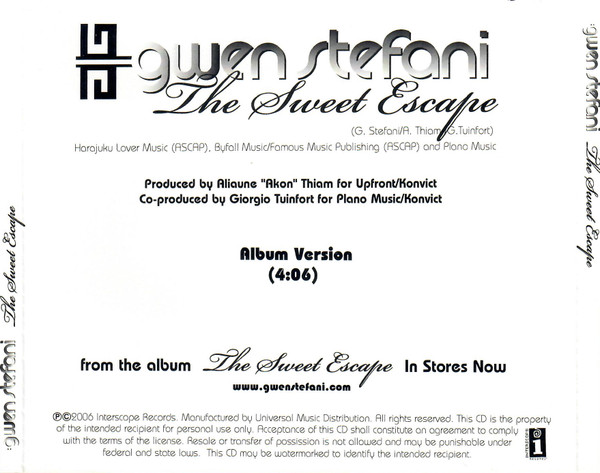 gwen stefani
The Sweet Escape
(G. Stefani/A. Thiam/G.Tuinfort)
Harajuku Lover Music (ASCAP), Byfall Music/Famous Music Publishing (ASCAP) and Plano Music
Produced by Aliaune "Akon" Thiam for Upfront/Konvict
Co-produced by Giorgio Tuinfort for Plano Music/Konvict
Album Version
(4:06)
from the album The Sweet Escape In Stores Now
www.gwenstefani.com
℗©2006 Interscope Records. Manufactured by Universal Music Distribution. All rights reserved. This CD is the property
of the intended recipient for personal use only. Acceptance of this CD shall constitute an agreement to comply
with the terms of the license. Resale or transfer of possission is not allowed and may be punishable under
federal and state laws. This CD may be watermarked to identify the intended recipient.
gwen stefani The Sweet Escape
gwen stefani The Sweet Escape